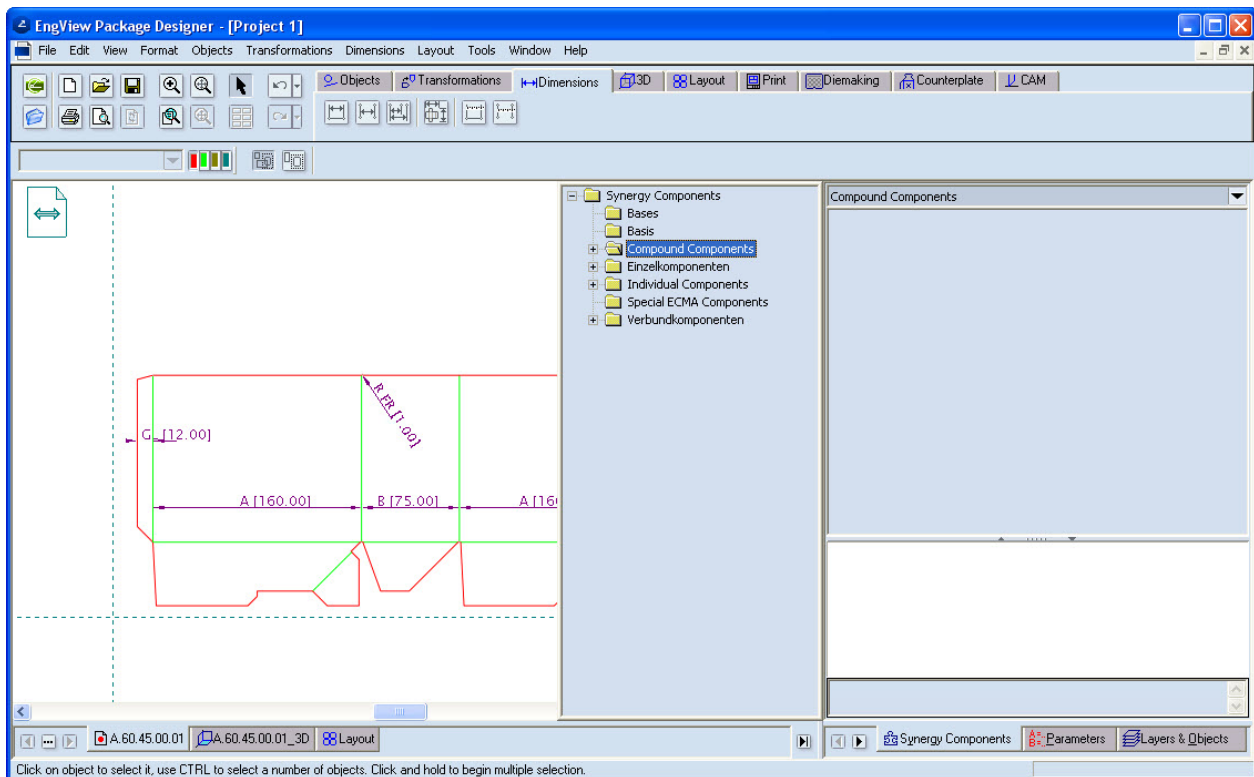 EngView Package Designer - [Project 1]
File Edit View Format Objects Transformations Dimensions Layout Tools Window Help
Objects Transformations Dimensions 3D Layout Print Diemaking Counterplate CAM
Synergy Components
Bases
Basis
Compound Components
Einzelkomponenten
Individual Components
Special ECMA Components
Verbundkomponenten
Compound Components
R FR [1.00]
G [12.00]
A [160.00] B [75.00] A [16
A.60.45.00.01 A.60.45.00.01_3D Layout
Synergy Components Parameters Layers & Objects
Click on object to select it, use CTRL to select a number of objects. Click and hold to begin multiple selection.